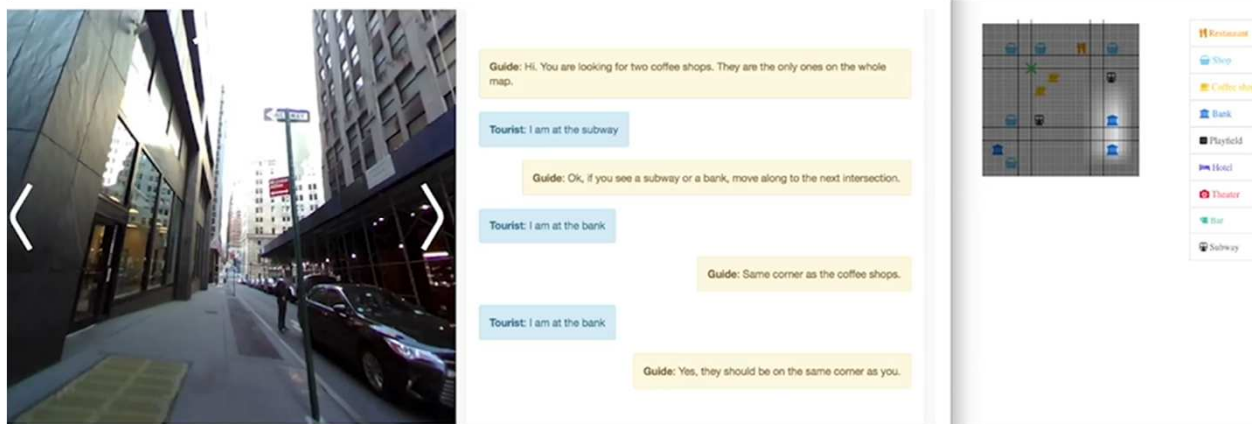 Guide: Hi. You are looking for two coffee shops. They are the only ones on the whole
map.
Tourist: I am at the subway
Guide: Ok, if you see a subway or a bank, move along to the next intersection.
Tourist: I am at the bank
Guide: Same corner as the coffee shops.
Tourist: I am at the bank
Guide: Yes, they should be on the same corner as you.
Restaurant
Shop
Coffee sho
Bank
Playfield
Hotel
Theater
Bar
Subway